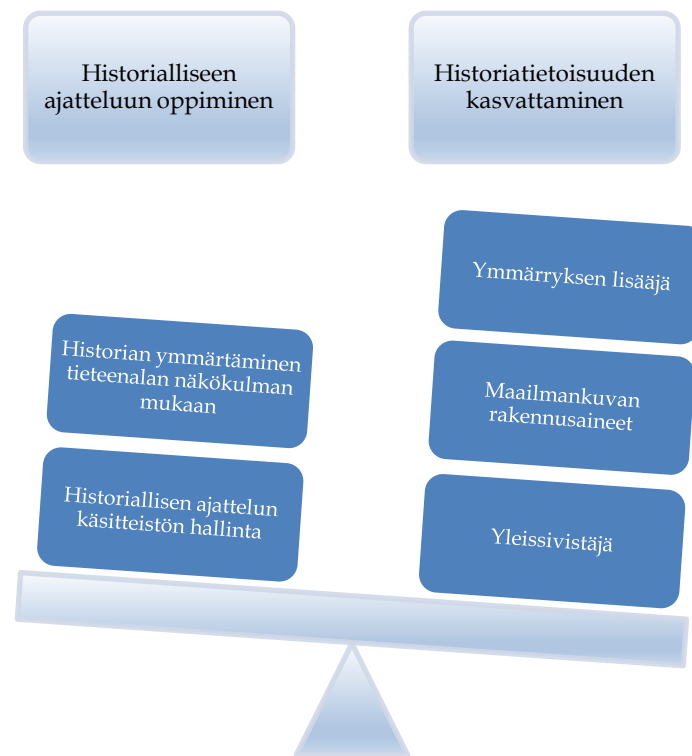 Historialliseen
ajatteluun oppiminen
Historiatietoisuuden
kasvattaminen
Ymmärryksen lisääjä
Historian ymmärtäminen
tieteenalan näkökulman
mukaan
Maailmankuvan
rakennusaineet
Historiallisen ajattelun
käsitteistön hallinta
Yleissivistäjä